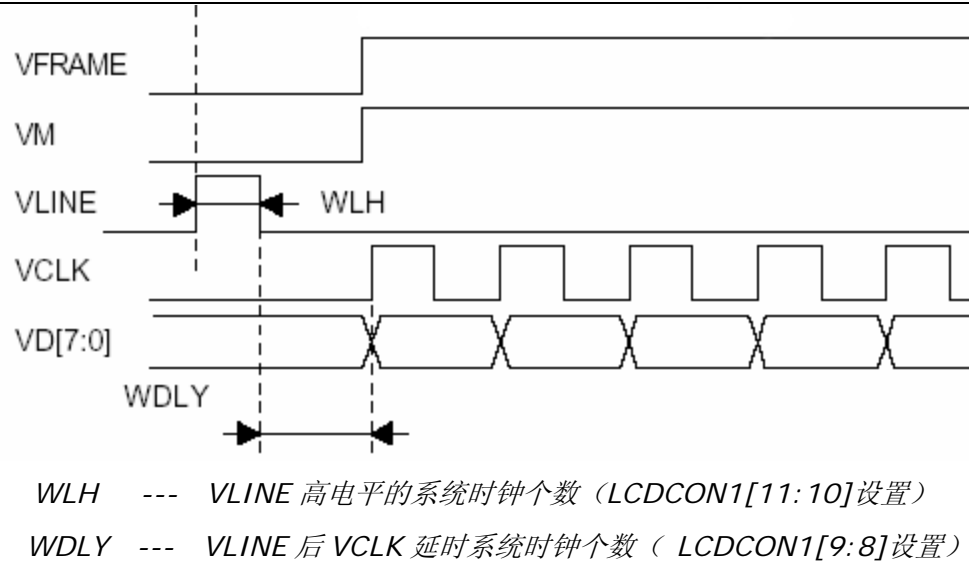 VFRAME
VM
VLINE
WLH
VCLK
VD[7:0]
WDLY
WLH --- VLINE 高电平的系统时钟个数（LCDCON1[11:10]设置）
WDLY --- VLINE 后 VCLK 延时系统时钟个数（ LCDCON1[9:8]设置）